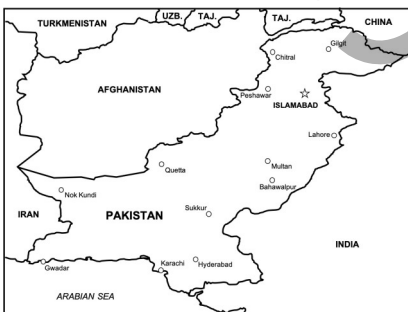 TURKMENISTAN
UZB.
TAJ.
TAJ.
CHINA
Gilgit
Chitral
AFGHANISTAN
Peshawar
ISLAMABAD
Lahore
Quetta
Multan
Bahawalpur
Nok Kundi
IRAN
PAKISTAN
Sukkur
INDIA
Gwadar
Karachi
Hyderabad
ARABIAN SEA